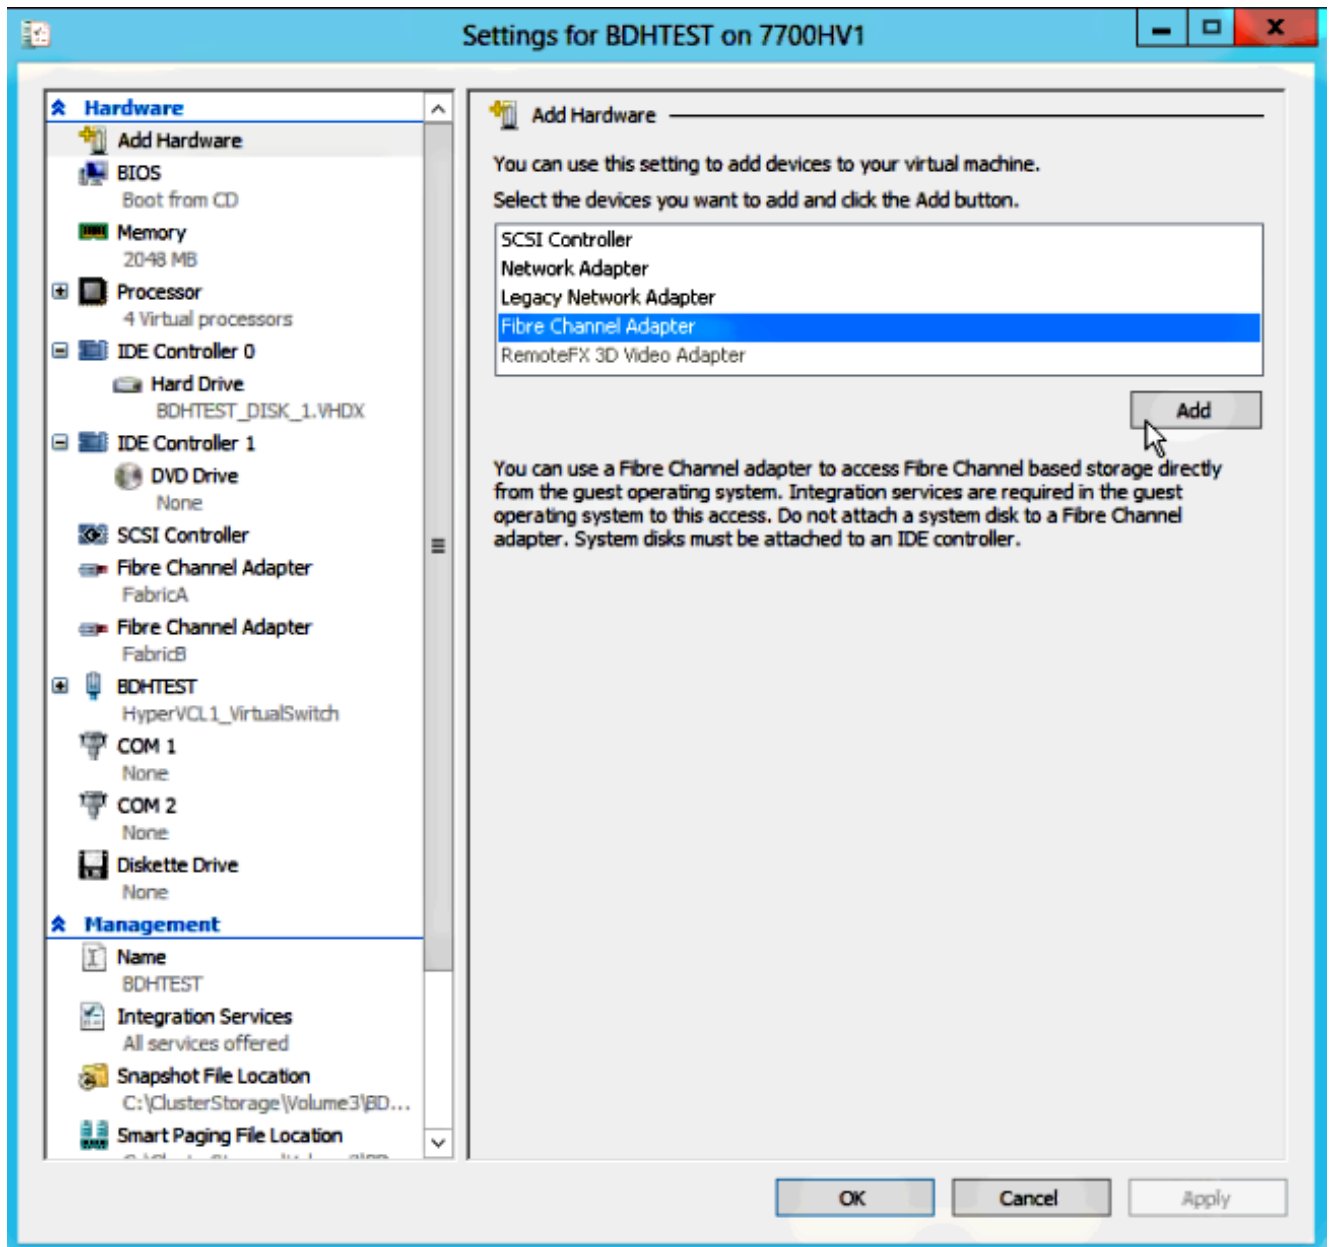 Settings for BDHTEST on 7700HV1
Hardware
Add Hardware
BIOS
Boot from CD
Memory
2048 MB
Processor
4 Virtual processors
IDE Controller 0
Hard Drive
BDHTEST_DISK_1.VHDX
IDE Controller 1
DVD Drive
None
SCSI Controller
Fibre Channel Adapter
FabricA
Fibre Channel Adapter
FabricB
BDHTEST
HyperVCL1_VirtualSwitch
COM 1
None
COM 2
None
Diskette Drive
None
Management
Name
BDHTEST
Integration Services
All services offered
Snapshot File Location
C:\ClusterStorage\Volume3\BD...
Smart Paging File Location
Add Hardware
You can use this setting to add devices to your virtual machine.
Select the devices you want to add and click the Add button.
SCSI Controller
Network Adapter
Legacy Network Adapter
Fibre Channel Adapter
RemoteFX 3D Video Adapter
Add
You can use a Fibre Channel adapter to access Fibre Channel based storage directly
from the guest operating system. Integration services are required in the guest
operating system to this access. Do not attach a system disk to a Fibre Channel
adapter. System disks must be attached to an IDE controller.
OK
Cancel
Apply